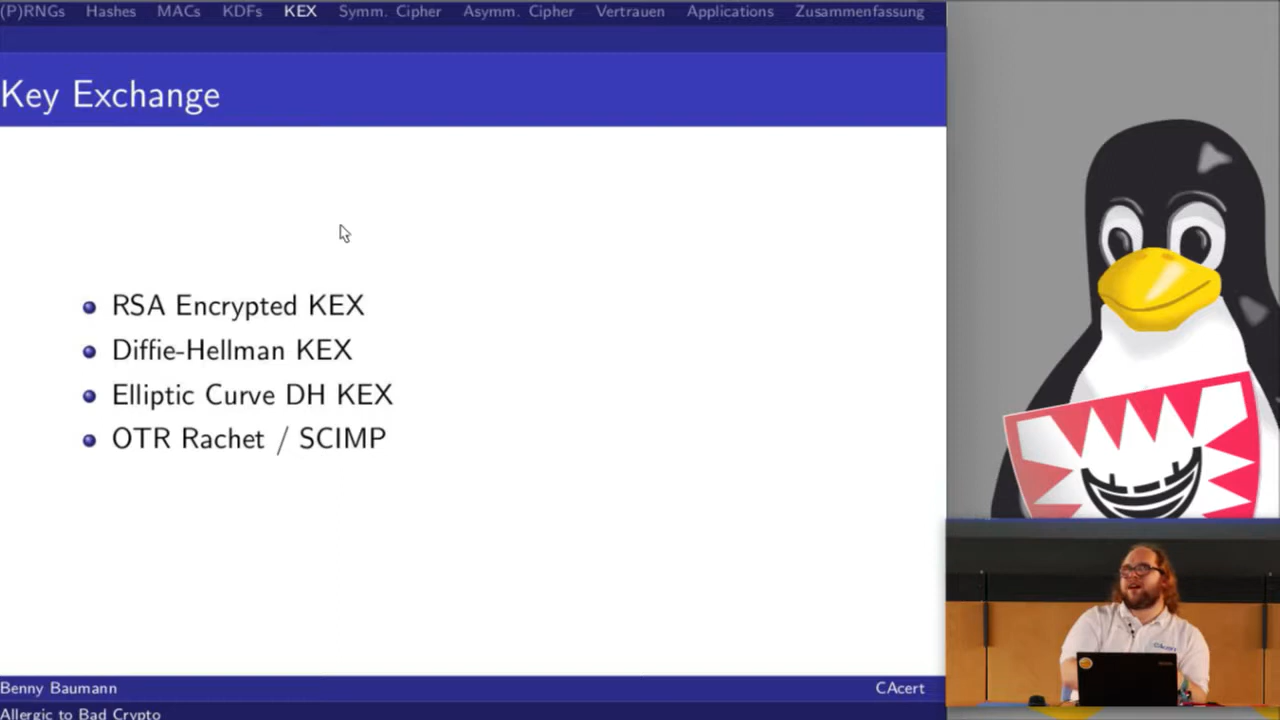 (P)RNGs Hashes MACs KDFs KEX Symm. Cipher Asymm. Cipher Vertrauen Applications Zusammenfassung
Key Exchange
RSA Encrypted KEX
Diffie-Hellman KEX
Elliptic Curve DH KEX
OTR Rachet / SCIMP
Benny Baumann CAcert
Allergic to Bad Crypto